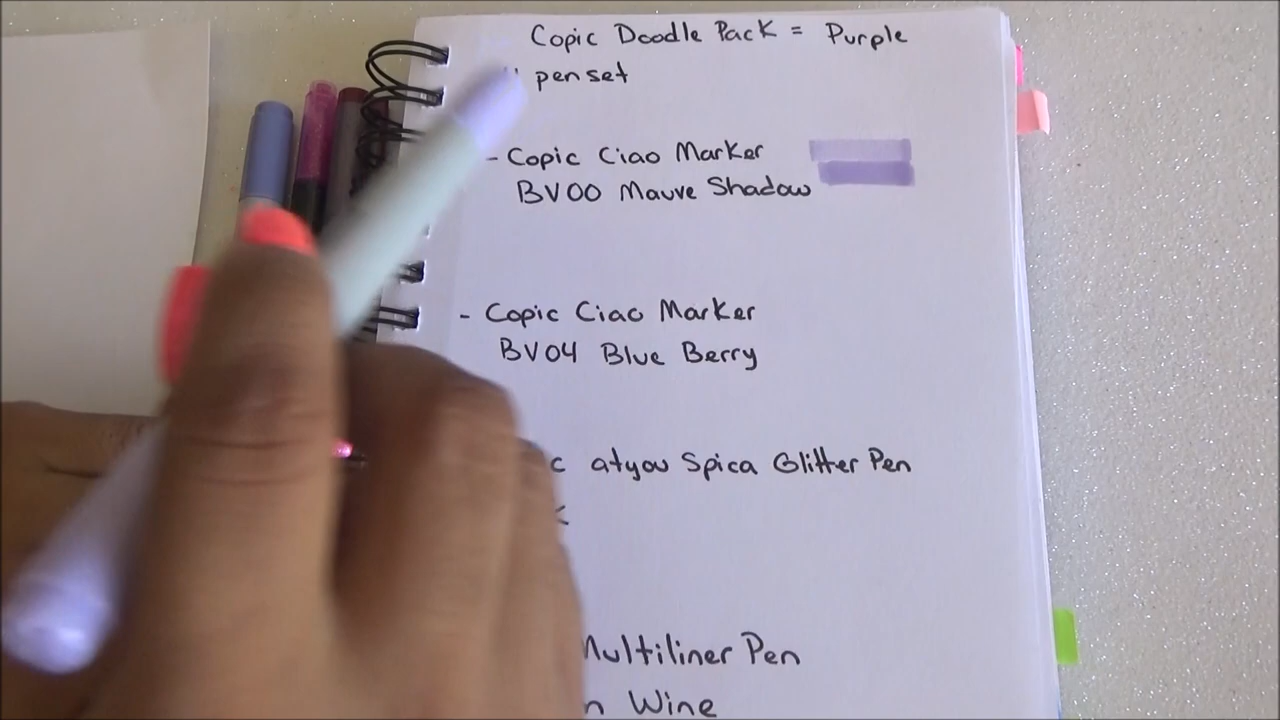 Copic Doodle Pack = Purple
pen set
- Copic Ciao Marker
BV00 Mauve Shadow
- Copic Ciao Marker
BV04 Blue Berry
atyou Spica Glitter Pen
Multiliner Pen
Wine